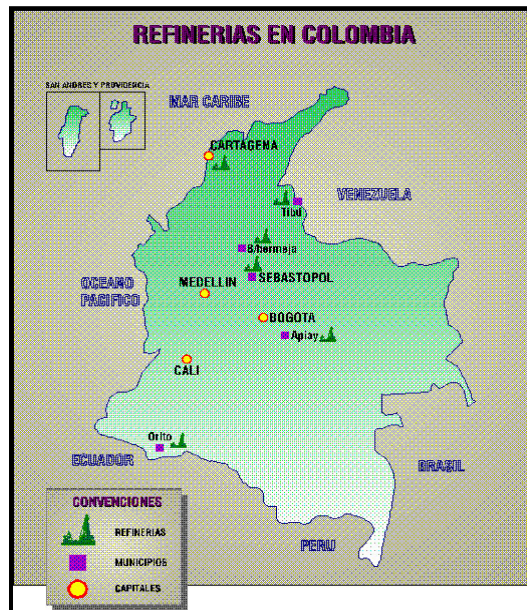 REFINERIAS EN COLOMBIA
SAN ANDRES Y PROVIDENCIA
MAR CARIBE
CARTAGENA
VENEZUELA
Tibú
B/bermeja
SEBASTOPOL
OCEANO
PACIFICO
MEDELLIN
BOGOTA
Apiay
CALI
Orito
ECUADOR
BRASIL
PERU
CONVENCIONES
REFINERIAS
MUNICIPIOS
CAPITALES